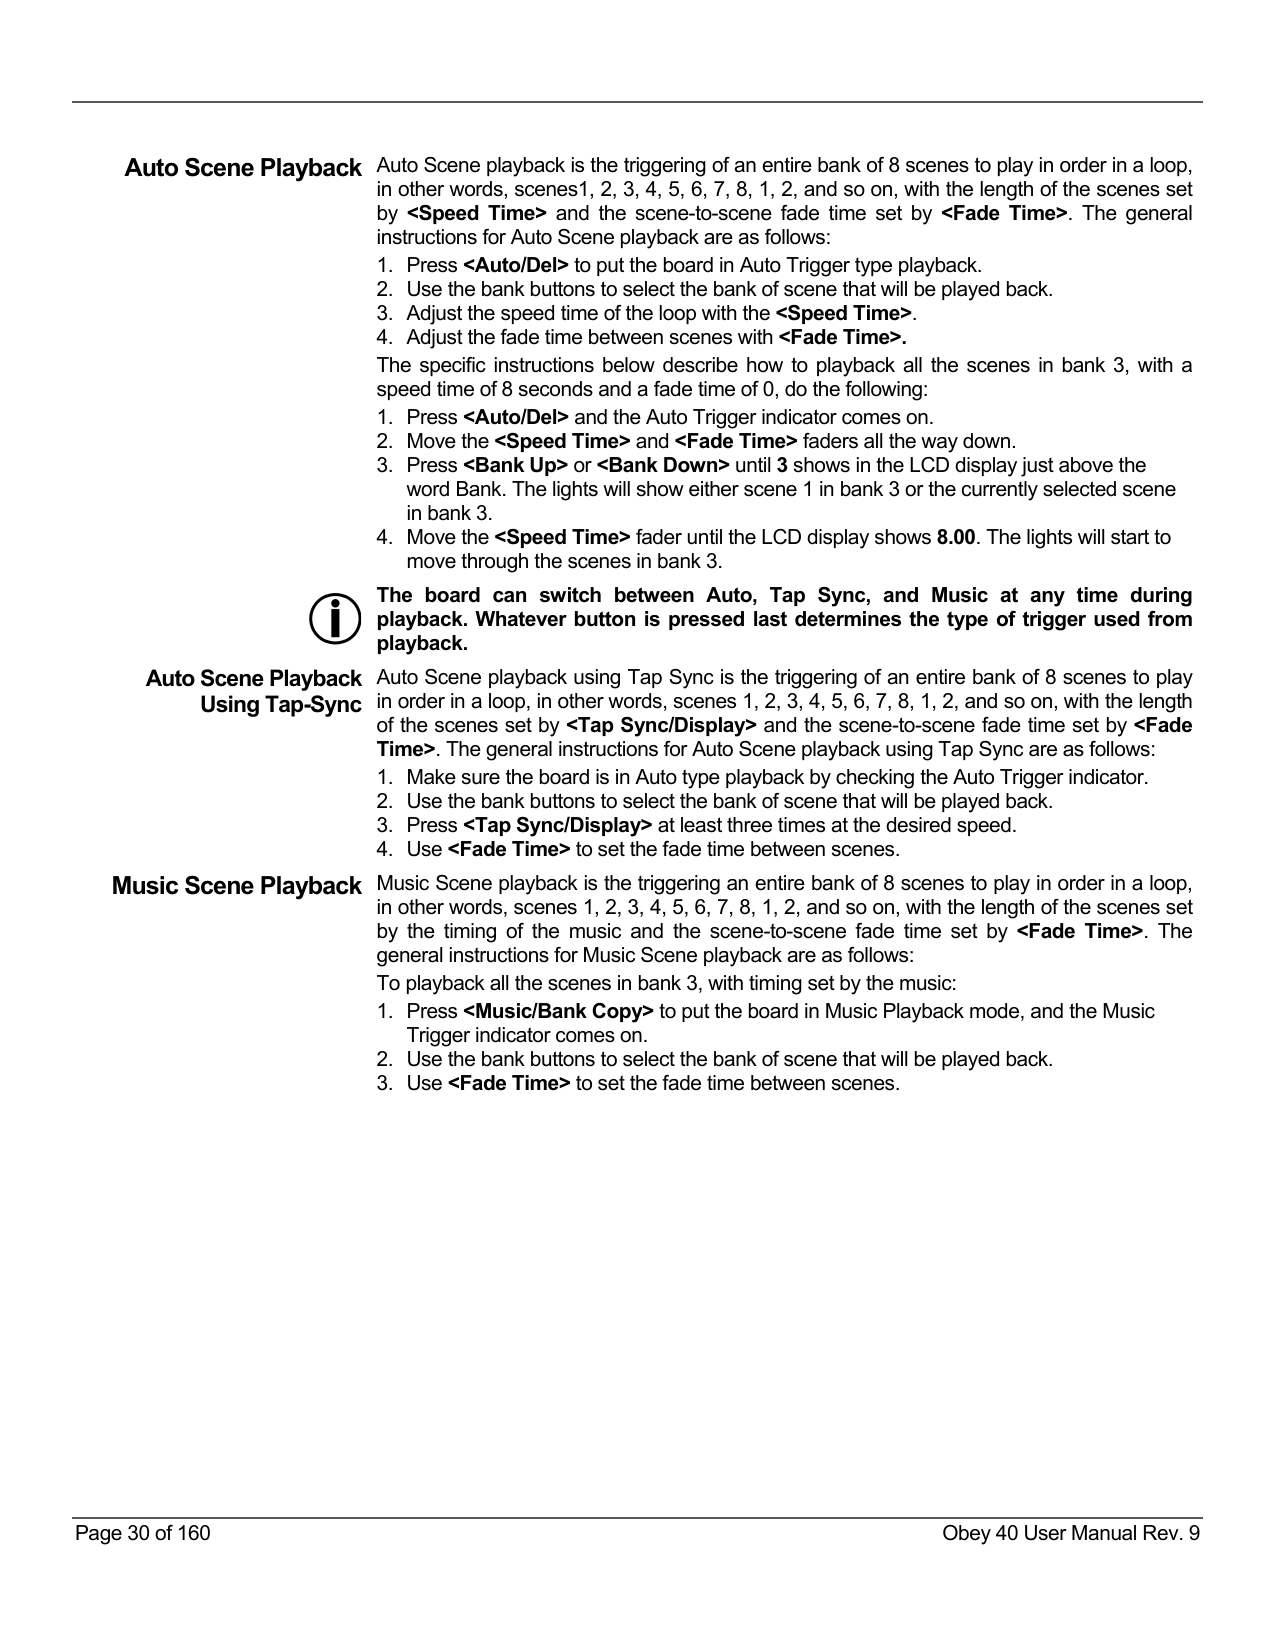 Auto Scene Playback
Auto Scene playback is the triggering of an entire bank of 8 scenes to play in order in a loop,
in other words, scenes1, 2, 3, 4, 5, 6, 7, 8, 1, 2, and so on, with the length of the scenes set
by <Speed Time> and the scene-to-scene fade time set by <Fade Time>. The general
instructions for Auto Scene playback are as follows:
1. Press <Auto/Del> to put the board in Auto Trigger type playback.
2. Use the bank buttons to select the bank of scene that will be played back.
3. Adjust the speed time of the loop with the <Speed Time>.
4. Adjust the fade time between scenes with <Fade Time>.
The specific instructions below describe how to playback all the scenes in bank 3, with a
speed time of 8 seconds and a fade time of 0, do the following:
1. Press <Auto/Del> and the Auto Trigger indicator comes on.
2. Move the <Speed Time> and <Fade Time> faders all the way down.
3. Press <Bank Up> or <Bank Down> until 3 shows in the LCD display just above the
word Bank. The lights will show either scene 1 in bank 3 or the currently selected scene
in bank 3.
4. Move the <Speed Time> fader until the LCD display shows 8.00. The lights will start to
move through the scenes in bank 3.
The board can switch between Auto, Tap Sync, and Music at any time during
playback. Whatever button is pressed last determines the type of trigger used from
playback.
Auto Scene Playback
Using Tap-Sync
Auto Scene playback using Tap Sync is the triggering of an entire bank of 8 scenes to play
in order in a loop, in other words, scenes 1, 2, 3, 4, 5, 6, 7, 8, 1, 2, and so on, with the length
of the scenes set by <Tap Sync/Display> and the scene-to-scene fade time set by <Fade
Time>. The general instructions for Auto Scene playback using Tap Sync are as follows:
1. Make sure the board is in Auto type playback by checking the Auto Trigger indicator.
2. Use the bank buttons to select the bank of scene that will be played back.
3. Press <Tap Sync/Display> at least three times at the desired speed.
4. Use <Fade Time> to set the fade time between scenes.
Music Scene Playback
Music Scene playback is the triggering an entire bank of 8 scenes to play in order in a loop,
in other words, scenes 1, 2, 3, 4, 5, 6, 7, 8, 1, 2, and so on, with the length of the scenes set
by the timing of the music and the scene-to-scene fade time set by <Fade Time>. The
general instructions for Music Scene playback are as follows:
To playback all the scenes in bank 3, with timing set by the music:
1. Press <Music/Bank Copy> to put the board in Music Playback mode, and the Music
Trigger indicator comes on.
2. Use the bank buttons to select the bank of scene that will be played back.
3. Use <Fade Time> to set the fade time between scenes.
Page 30 of 160
Obey 40 User Manual Rev. 9